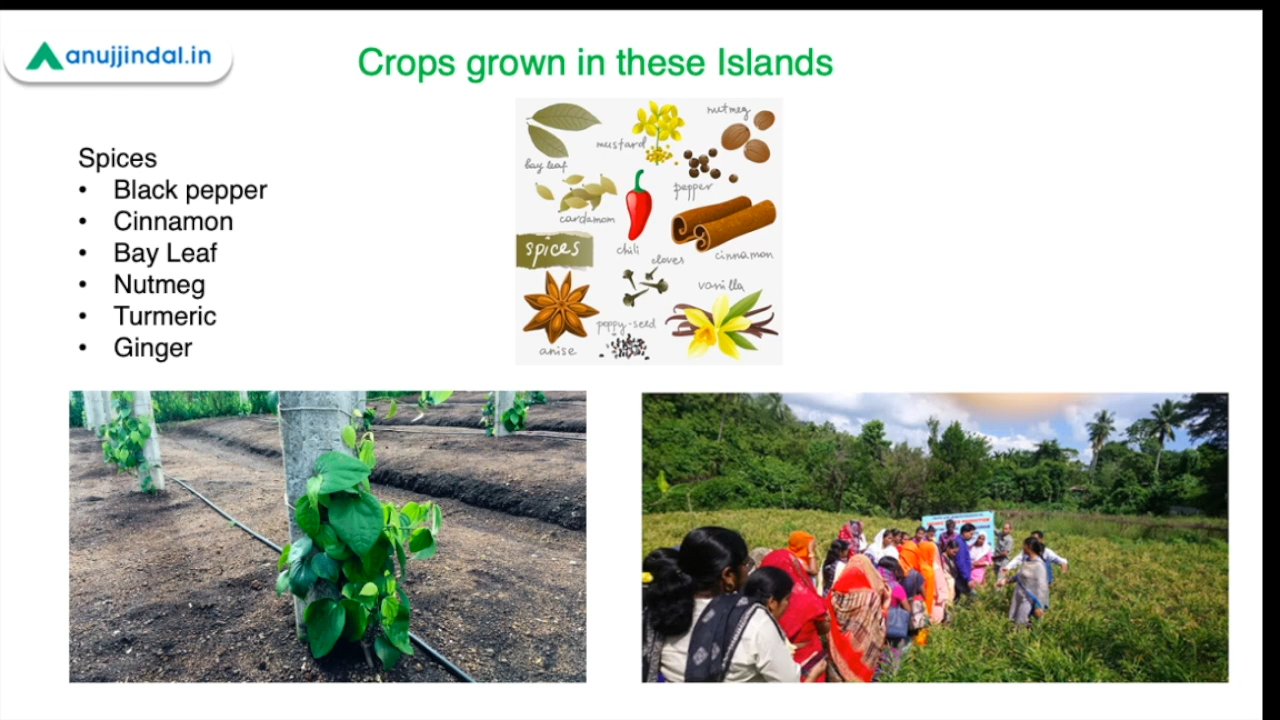 anujjindal.in
Crops grown in these Islands
Spices
• Black pepper
• Cinnamon
• Bay Leaf
• Nutmeg
• Turmeric
• Ginger
nutmeg
mustard
bay leaf
pepper
cardamom
spices
chili
cloves
cinnamon
vanilla
poppy-seed
anise